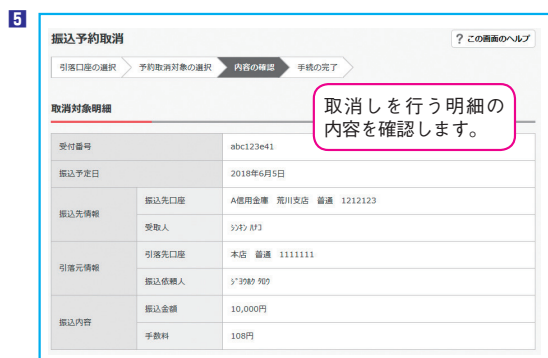 5
振込予約取消
? この画面のヘルプ
引落口座の選択 予約取消対象の選択 内容の確認 手続の完了
取消対象明細
取消しを行う明細の
内容を確認します。
受付番号 abc123e41
振込予定日 2018年6月5日
振込先情報 振込先口座 A信用金庫 荒川支店 普通 1212123
受取人 ｼﾝｷﾝ ﾊﾅｺ
引落元情報 引落先口座 本店 普通 1111111
振込依頼人 ｼﾞﾖｳﾎｸ ﾀﾛｳ
振込内容 振込金額 10,000円
手数料 108円